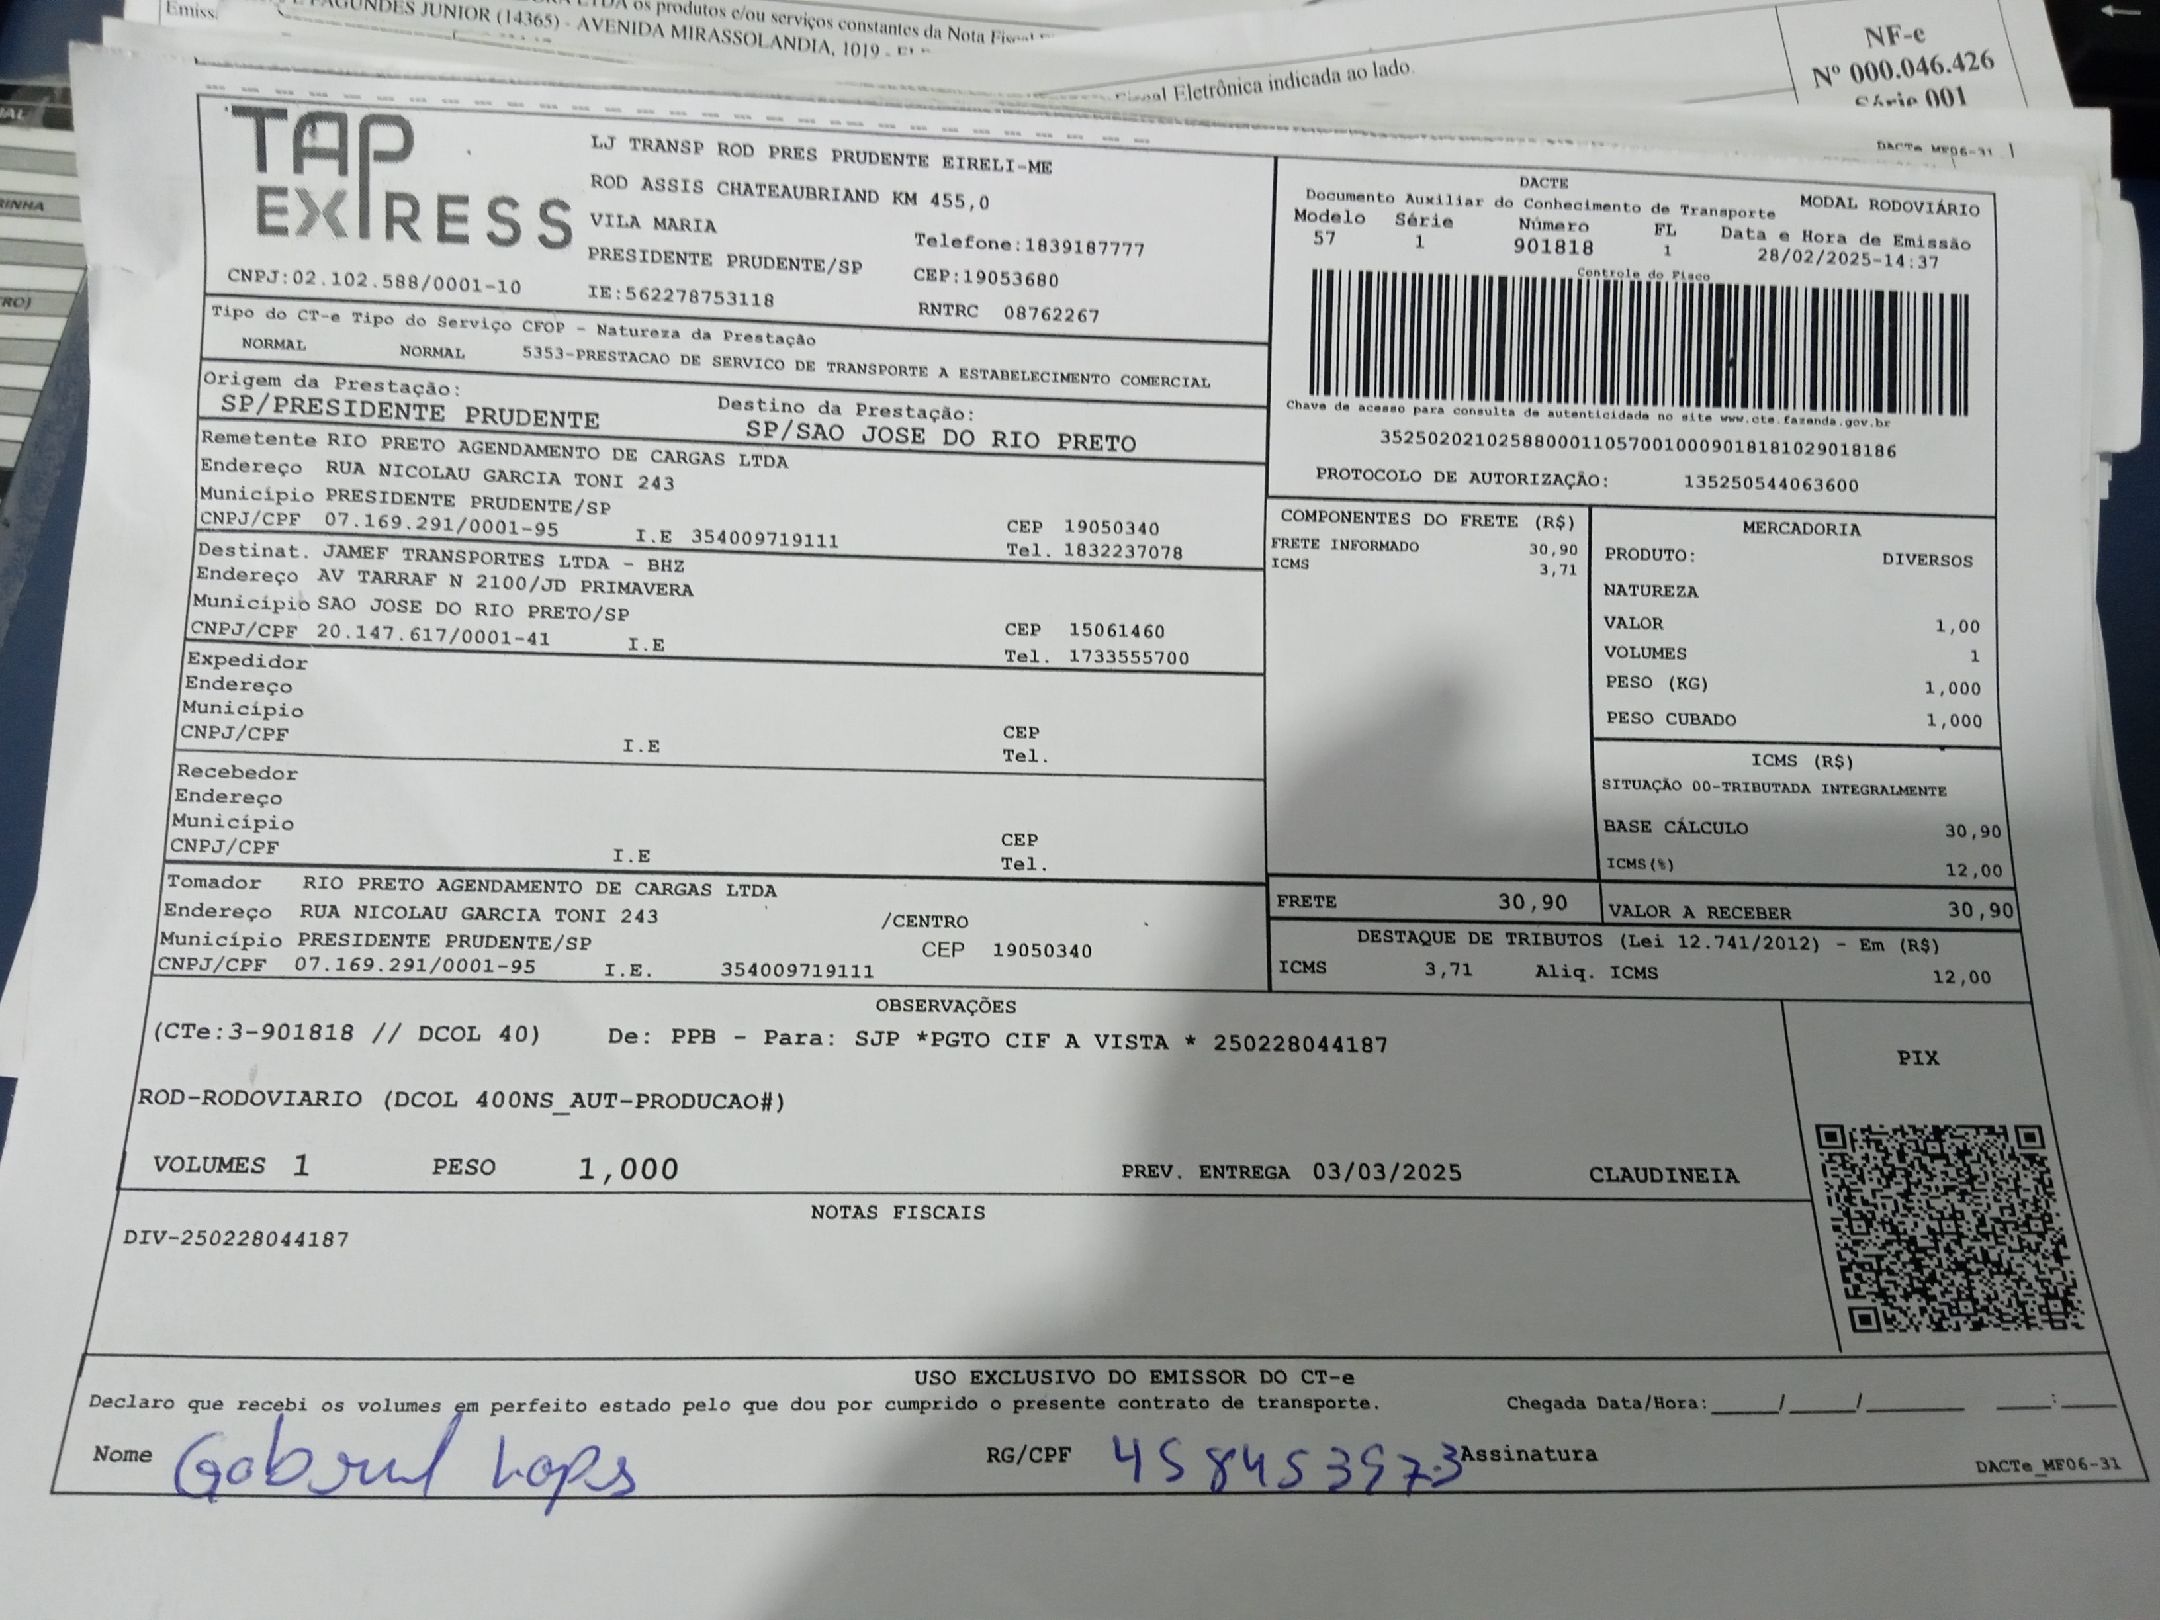 Emiss.
FAGUNDES JUNIOR (14365) - AVENIDA MIRASSOLANDIA, 1019 -
os produtos e/ou serviços constantes da Nota Fiscal
Eletrônica indicada ao lado.
NF-e
Nº 000.046.426
Série 001
DACTe MF06-31
TAP EXPRESS
CNPJ:02.102.588/0001-10
LJ TRANSP ROD PRES PRUDENTE EIRELI-ME
ROD ASSIS CHATEAUBRIAND KM 455,0
VILA MARIA
Telefone:1839187777
PRESIDENTE PRUDENTE/SP
CEP:19053680
IE:562278753118
RNTRC 08762267
DACTE
Documento Auxiliar do Conhecimento de Transporte
MODAL RODOVIÁRIO
Modelo Série Número FL Data e Hora de Emissão
57 1 901818 1 28/02/2025-14:37
Controle do Fisco
Chave de acesso para consulta de autenticidade no site www.cte.fazenda.gov.br
35250202102588000110570010009018181029018186
PROTOCOLO DE AUTORIZAÇÃO: 135250544063600
Tipo do CT-e Tipo do Serviço CFOP - Natureza da Prestação
NORMAL NORMAL 5353-PRESTACAO DE SERVICO DE TRANSPORTE A ESTABELECIMENTO COMERCIAL
Origem da Prestação:
SP/PRESIDENTE PRUDENTE
Destino da Prestação:
SP/SAO JOSE DO RIO PRETO
Remetente RIO PRETO AGENDAMENTO DE CARGAS LTDA
Endereço RUA NICOLAU GARCIA TONI 243
Município PRESIDENTE PRUDENTE/SP
CEP 19050340
CNPJ/CPF 07.169.291/0001-95 I.E 354009719111
Tel. 1832237078
Destinat. JAMEF TRANSPORTES LTDA - BHZ
Endereço AV TARRAF N 2100/JD PRIMAVERA
Município SAO JOSE DO RIO PRETO/SP
CEP 15061460
CNPJ/CPF 20.147.617/0001-41 I.E
Tel. 1733555700
Expedidor
Endereço
Município
CEP
CNPJ/CPF I.E
Tel.
Recebedor
Endereço
Município
CEP
CNPJ/CPF I.E
Tel.
Tomador RIO PRETO AGENDAMENTO DE CARGAS LTDA
Endereço RUA NICOLAU GARCIA TONI 243 /CENTRO
Município PRESIDENTE PRUDENTE/SP CEP 19050340
CNPJ/CPF 07.169.291/0001-95 I.E. 354009719111
COMPONENTES DO FRETE (R$)
FRETE INFORMADO 30,90
ICMS 3,71
MERCADORIA
PRODUTO: DIVERSOS
NATUREZA
VALOR 1,00
VOLUMES 1
PESO (KG) 1,000
PESO CUBADO 1,000
ICMS (R$)
SITUAÇÃO 00-TRIBUTADA INTEGRALMENTE
BASE CÁLCULO 30,90
ICMS(%) 12,00
FRETE 30,90
VALOR A RECEBER 30,90
DESTAQUE DE TRIBUTOS (Lei 12.741/2012) - Em (R$)
ICMS 3,71 Aliq. ICMS 12,00
OBSERVAÇÕES
(CTe:3-901818 // DCOL 40) De: PPB - Para: SJP *PGTO CIF A VISTA * 250228044187
PIX
ROD-RODOVIARIO (DCOL 400NS_AUT-PRODUCAO#)
VOLUMES 1 PESO 1,000 PREV. ENTREGA 03/03/2025 CLAUDINEIA
NOTAS FISCAIS
DIV-250228044187
USO EXCLUSIVO DO EMISSOR DO CT-e
Declaro que recebi os volumes em perfeito estado pelo que dou por cumprido o presente contrato de transporte. Chegada Data/Hora:_____/_____/_______ ____:____
Nome Gabriel Lopes RG/CPF 458453973 Assinatura
DACTe_MF06-31